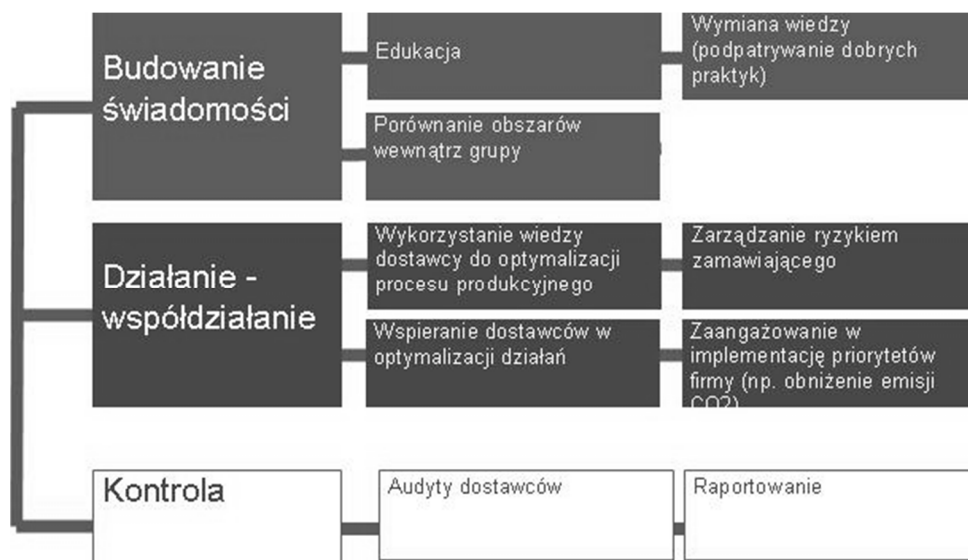 Budowanie
świadomości
Edukacja
Wymiana wiedzy
(podpatrywanie dobrych
praktyk)
Porównanie obszarów
wewnątrz grupy
Działanie -
współdziałanie
Wykorzystanie wiedzy
dostawcy do optymalizacji
procesu produkcyjnego
Zarządzanie ryzykiem
zamawiającego
Wspieranie dostawców w
optymalizacji działań
Zaangażowanie w
implementację priorytetów
firmy (np. obniżenie emisji
CO2)
Kontrola
Audyty dostawców
Raportowanie